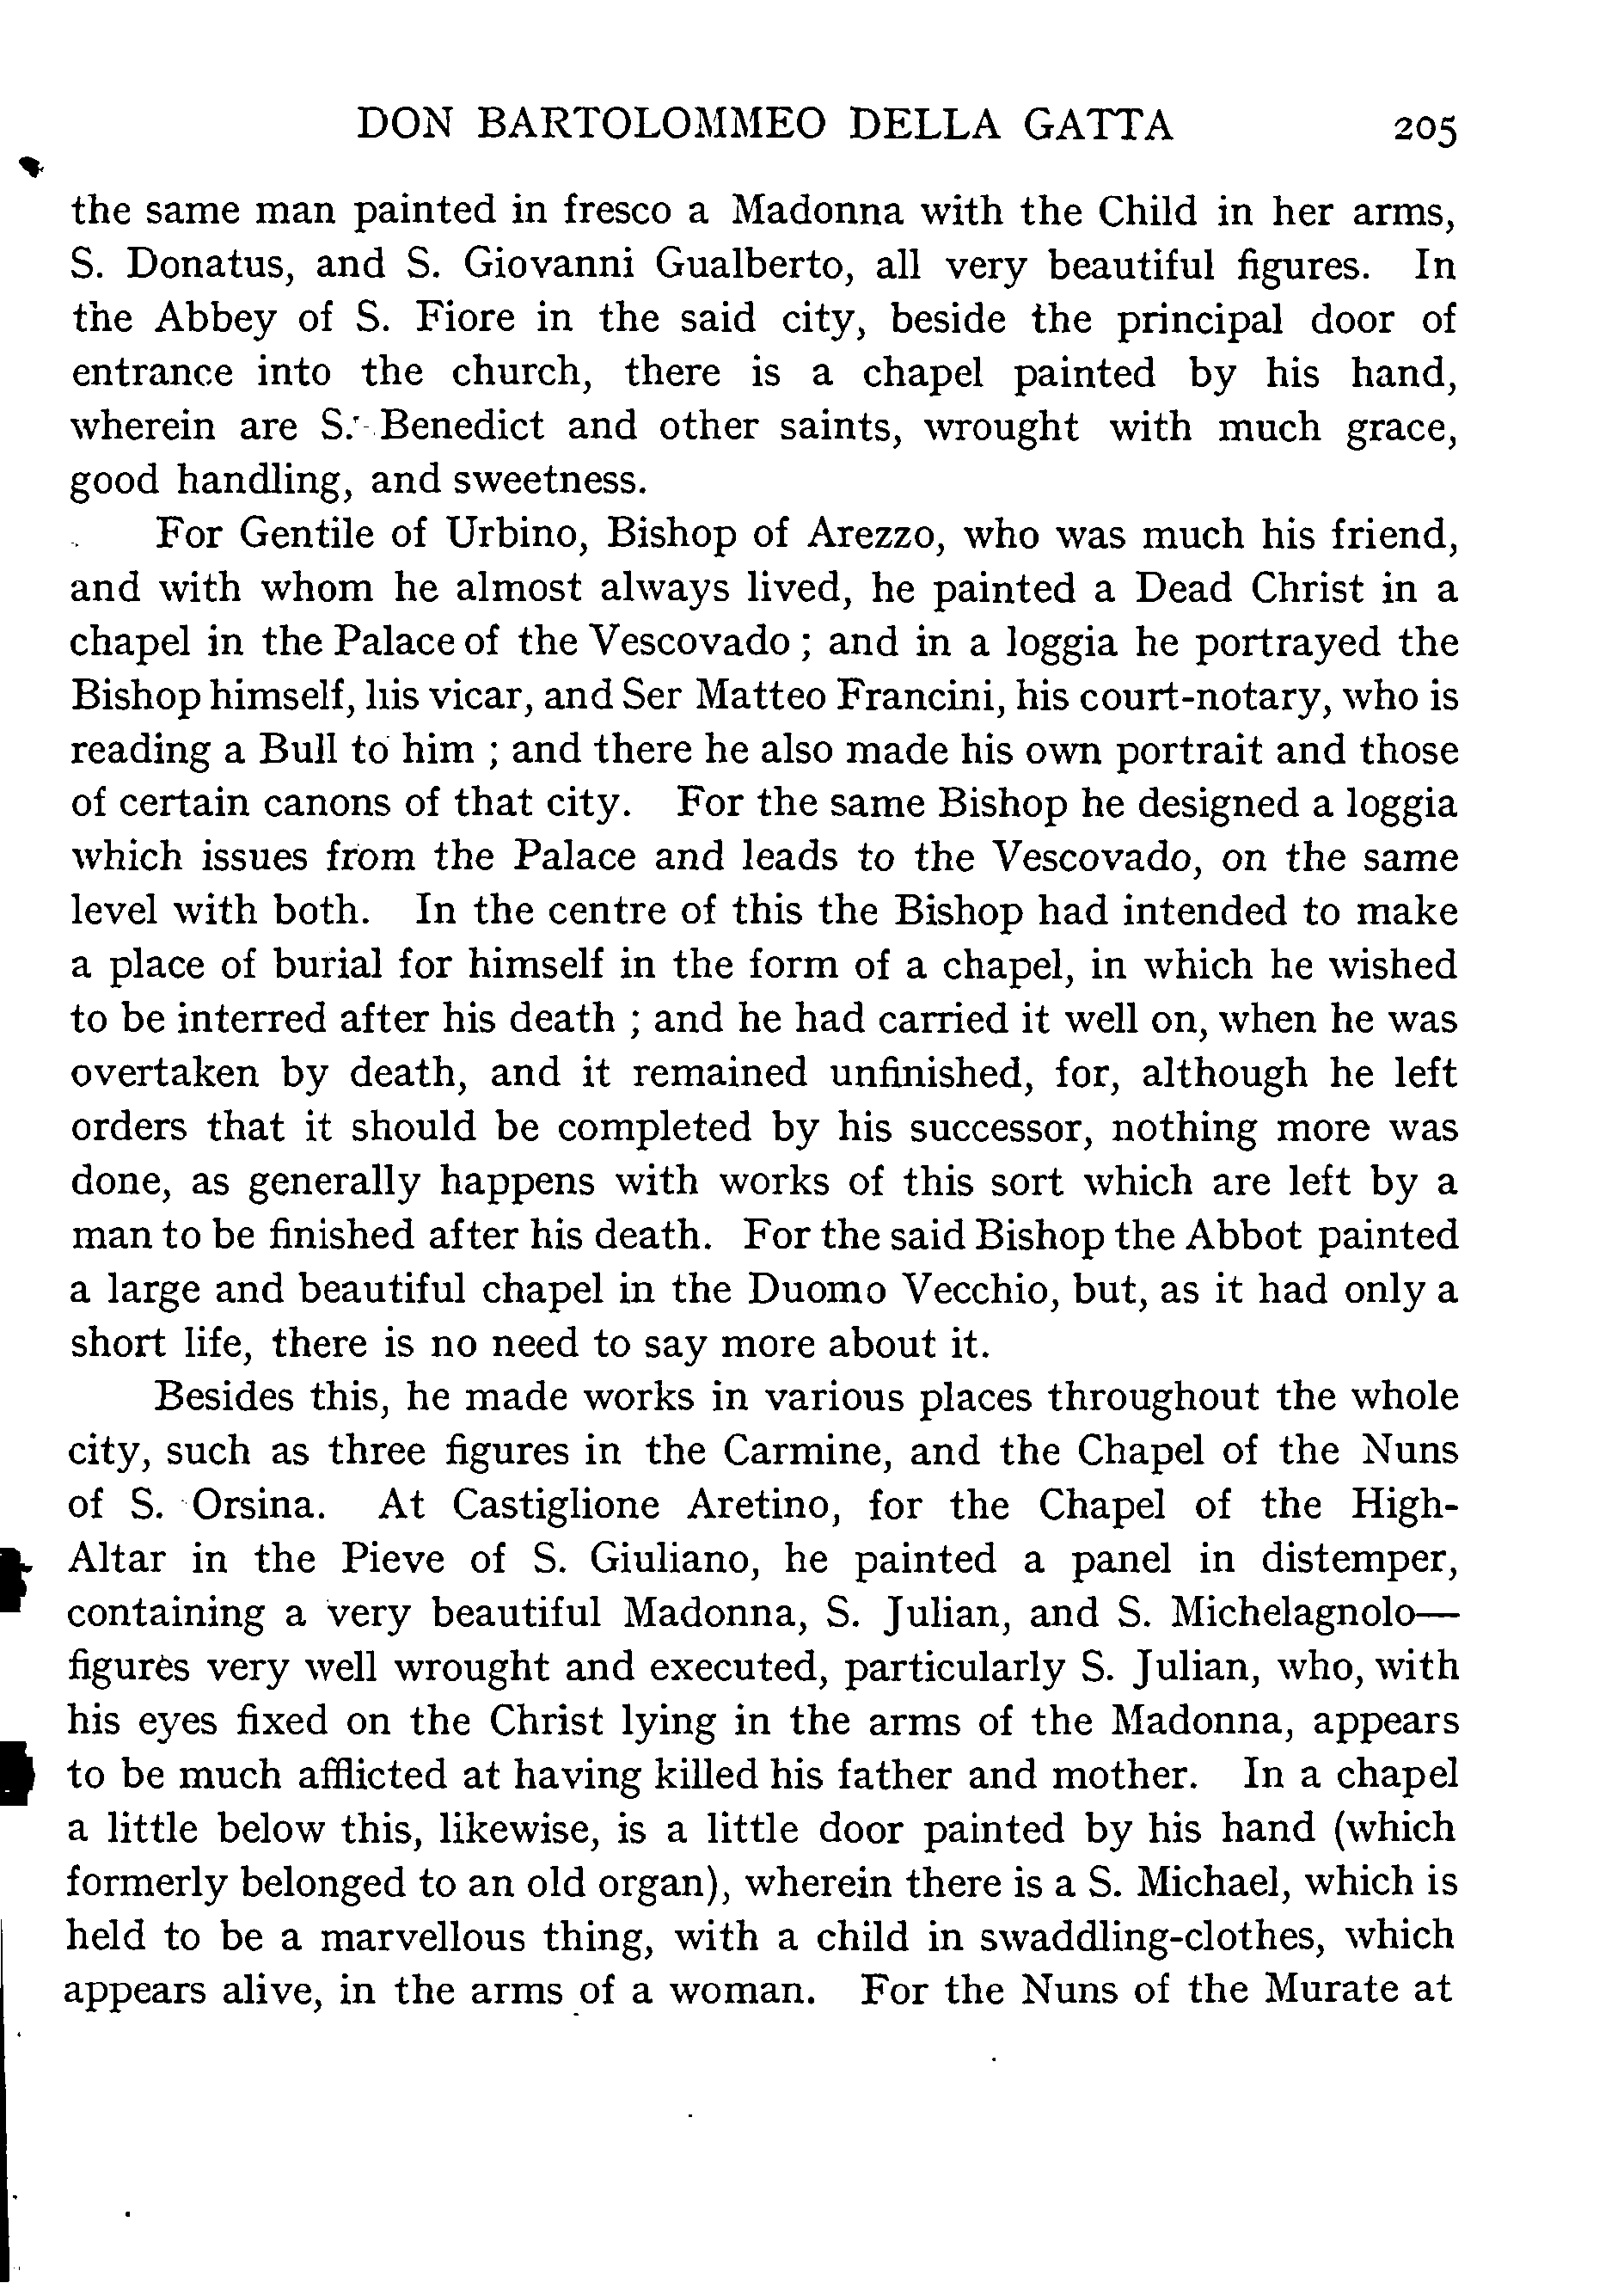 DON BARTOLOMMEO DELLA GATTA 205
the same man painted in fresco a Madonna with the Child in her arms,
S. Donatus, and S. Giovanni Gualberto, all very beautiful figures. In
the Abbey of S. Fiore in the said city, beside the principal door of
entrance into the church, there is a chapel painted by his hand,
wherein are S. Benedict and other saints, wrought with much grace,
good handling, and sweetness.
For Gentile of Urbino, Bishop of Arezzo, who was much his friend,
and with whom he almost always lived, he painted a Dead Christ in a
chapel in the Palace of the Vescovado ; and in a loggia he portrayed the
Bishop himself, his vicar, and Ser Matteo Francini, his court-notary, who is
reading a Bull to him ; and there he also made his own portrait and those
of certain canons of that city. For the same Bishop he designed a loggia
which issues from the Palace and leads to the Vescovado, on the same
level with both. In the centre of this the Bishop had intended to make
a place of burial for himself in the form of a chapel, in which he wished
to be interred after his death ; and he had carried it well on, when he was
overtaken by death, and it remained unfinished, for, although he left
orders that it should be completed by his successor, nothing more was
done, as generally happens with works of this sort which are left by a
man to be finished after his death. For the said Bishop the Abbot painted
a large and beautiful chapel in the Duomo Vecchio, but, as it had only a
short life, there is no need to say more about it.
Besides this, he made works in various places throughout the whole
city, such as three figures in the Carmine, and the Chapel of the Nuns
of S. Orsina. At Castiglione Aretino, for the Chapel of the High-
Altar in the Pieve of S. Giuliano, he painted a panel in distemper,
containing a very beautiful Madonna, S. Julian, and S. Michelagnolo—
figures very well wrought and executed, particularly S. Julian, who, with
his eyes fixed on the Christ lying in the arms of the Madonna, appears
to be much afflicted at having killed his father and mother. In a chapel
a little below this, likewise, is a little door painted by his hand (which
formerly belonged to an old organ), wherein there is a S. Michael, which is
held to be a marvellous thing, with a child in swaddling-clothes, which
appears alive, in the arms of a woman. For the Nuns of the Murate at